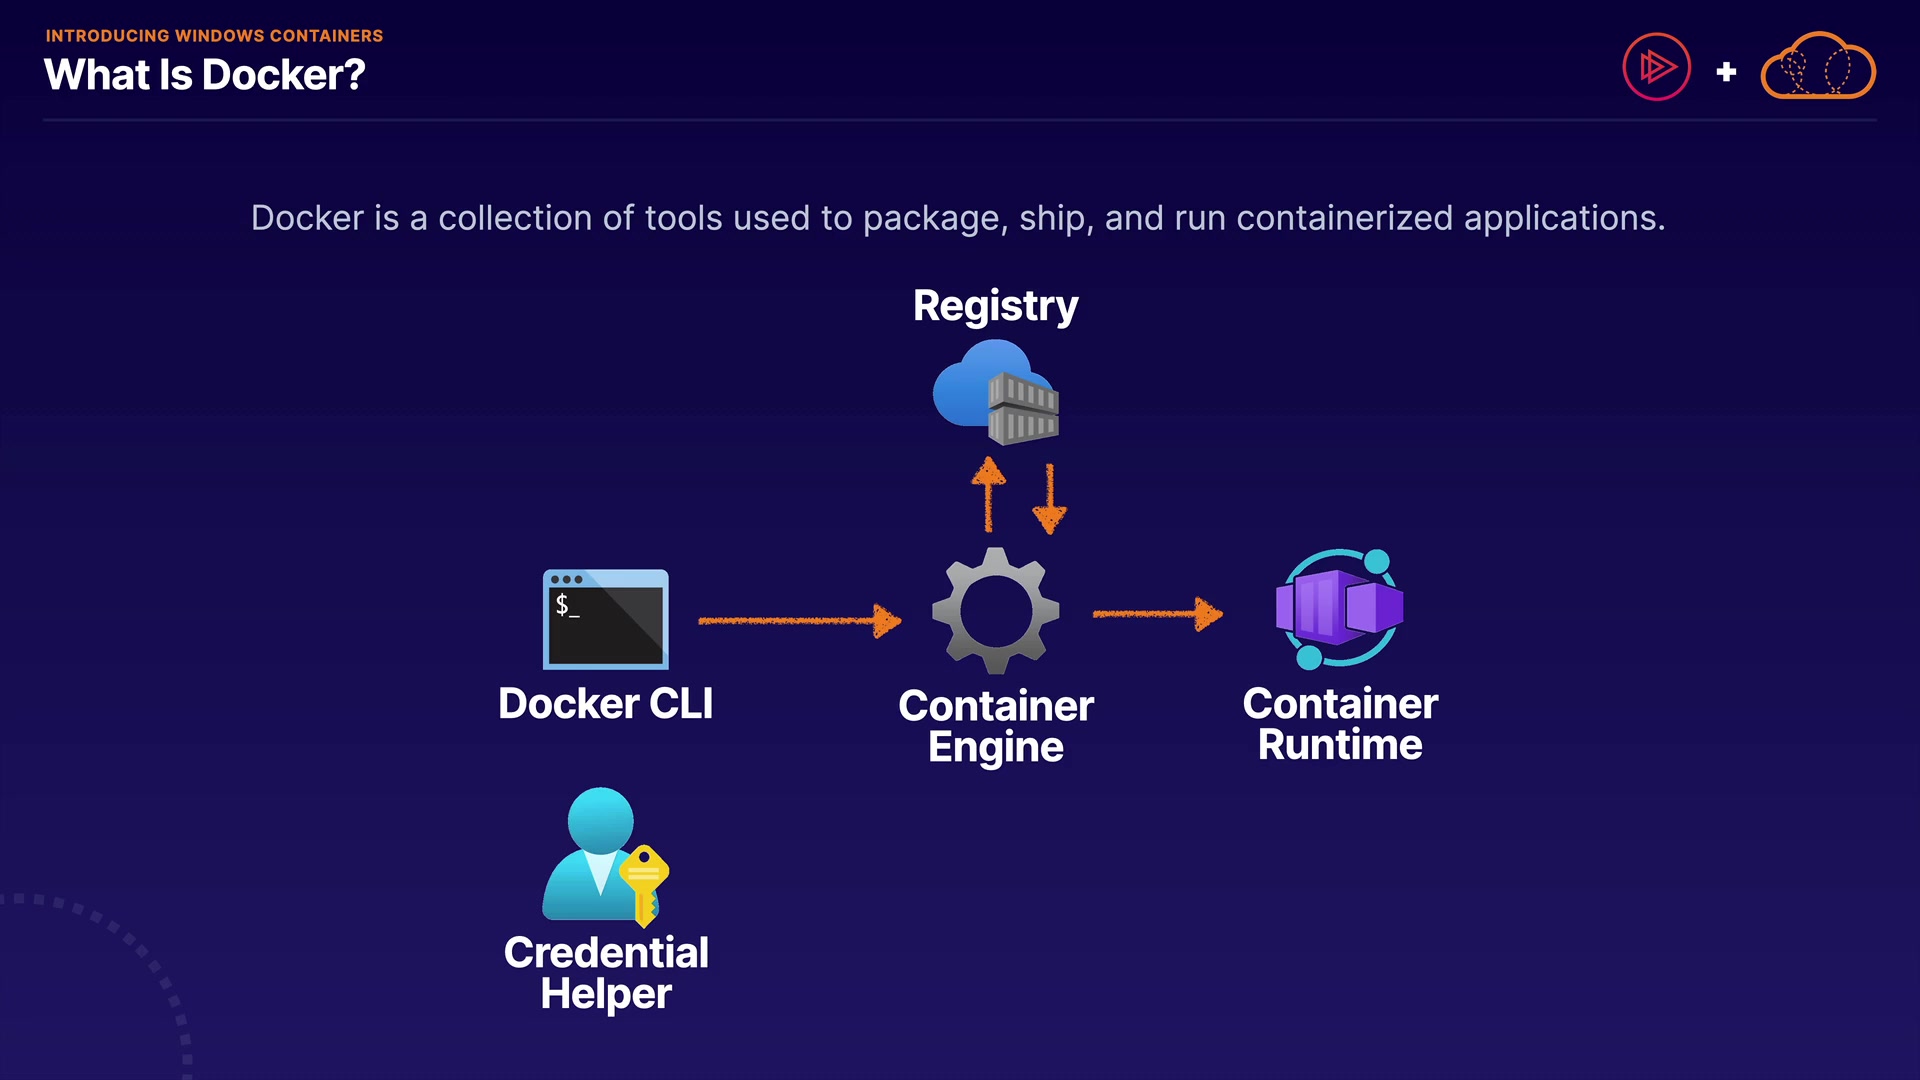 INTRODUCING WINDOWS CONTAINERS
What Is Docker?
Docker is a collection of tools used to package, ship, and run containerized applications.
Registry
$_
Docker CLI
Container
Engine
Container
Runtime
Credential
Helper